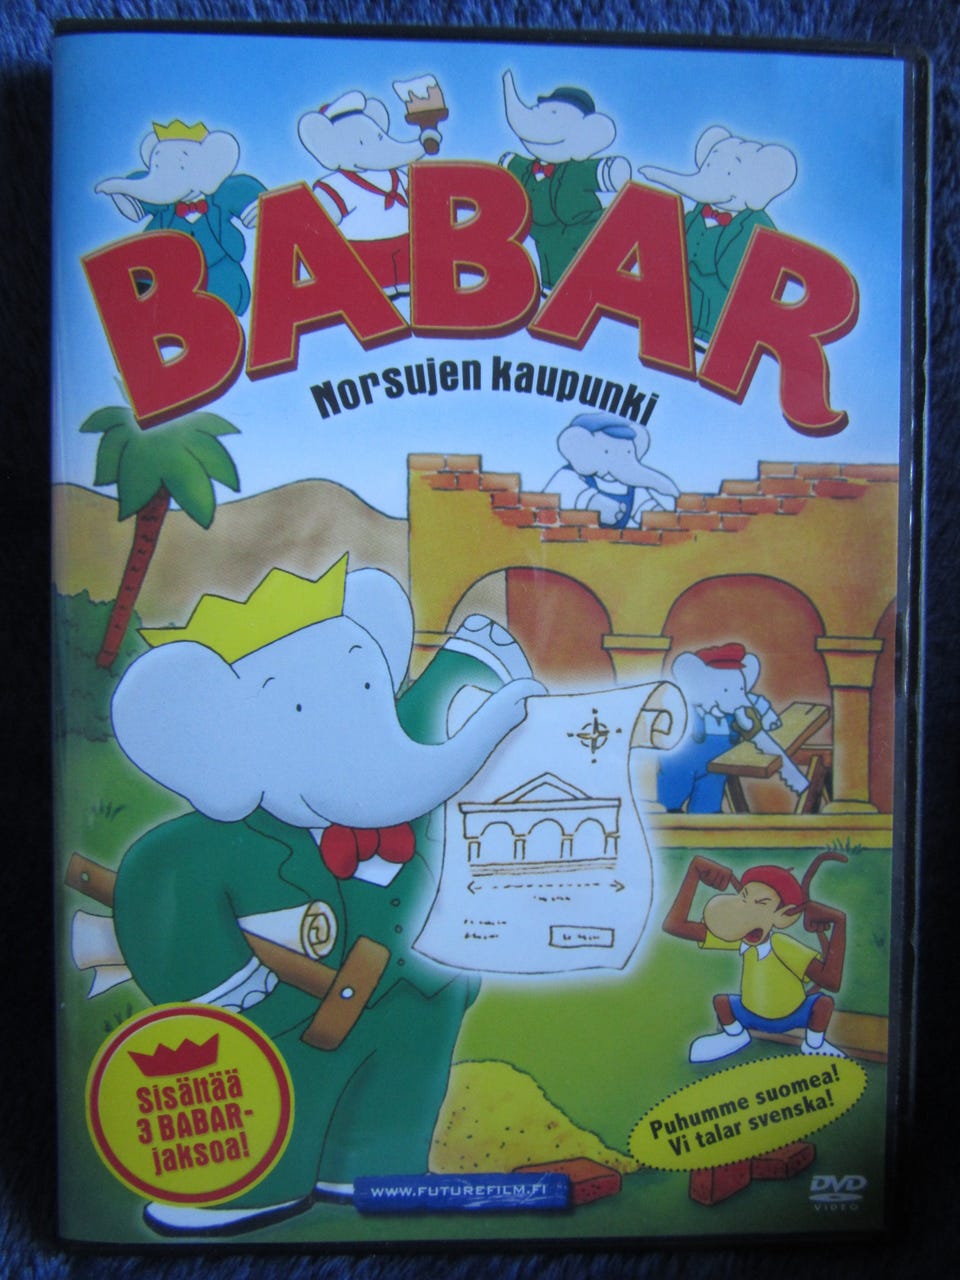 BABAR
Norsujen kaupunki
Sisältää
3 BABAR-
jaksoa!
Puhumme suomea!
Vi talar svenska!
WWW.FUTUREFILM.FI
DVD
VIDEO